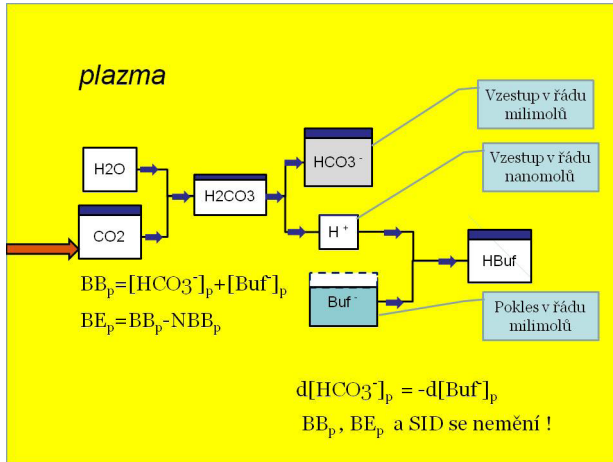 plazma
Vzestup v řádu
milimolů
HCO3 -
H2O
Vzestup v řádu
nanomolů
H2CO3
H +
CO2
HBuf
BBp=[HCO3-]p+[Buf-]p
Buf -
BEp=BBp-NBBp
Pokles v řádu
milimolů
d[HCO3-]p = -d[Buf-]p
BBp , BEp a SID se nemění !